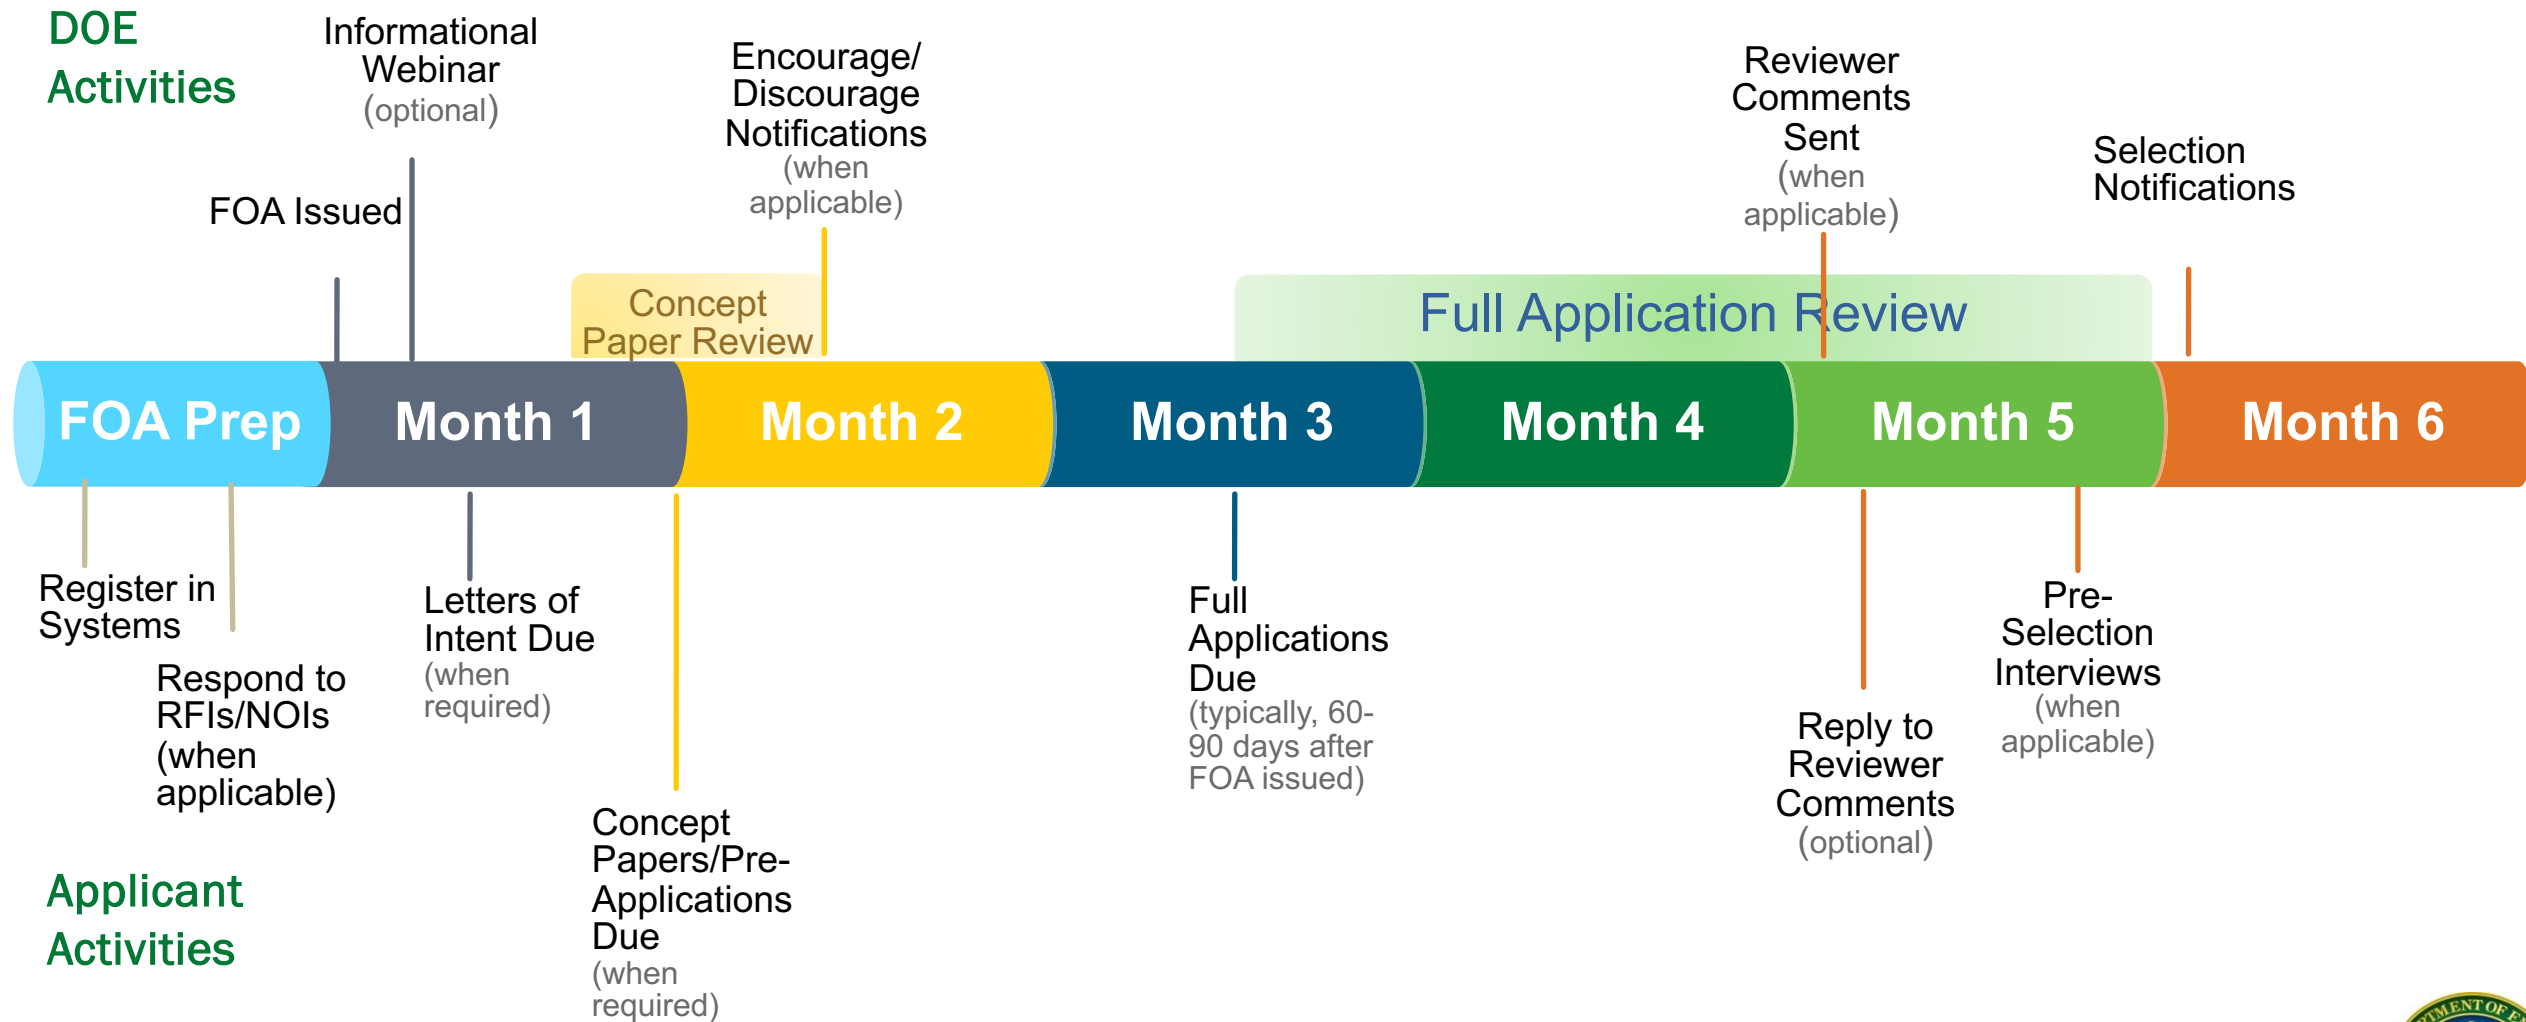 DOE
Activities
Informational
Webinar
(optional)
FOA Issued
Encourage/
Discourage
Notifications
(when
applicable)
Reviewer
Comments
Sent
(when
applicable)
Selection
Notifications
Concept
Paper Review
Full Application Review
FOA Prep
Month 1
Month 2
Month 3
Month 4
Month 5
Month 6
Register in
Systems
Respond to
RFIs/NOIs
(when
applicable)
Letters of
Intent Due
(when
required)
Concept
Papers/Pre-
Applications
Due
(when
required)
Full
Applications
Due
(typically, 60-
90 days after
FOA issued)
Reply to
Reviewer
Comments
(optional)
Pre-
Selection
Interviews
(when
applicable)
Applicant
Activities